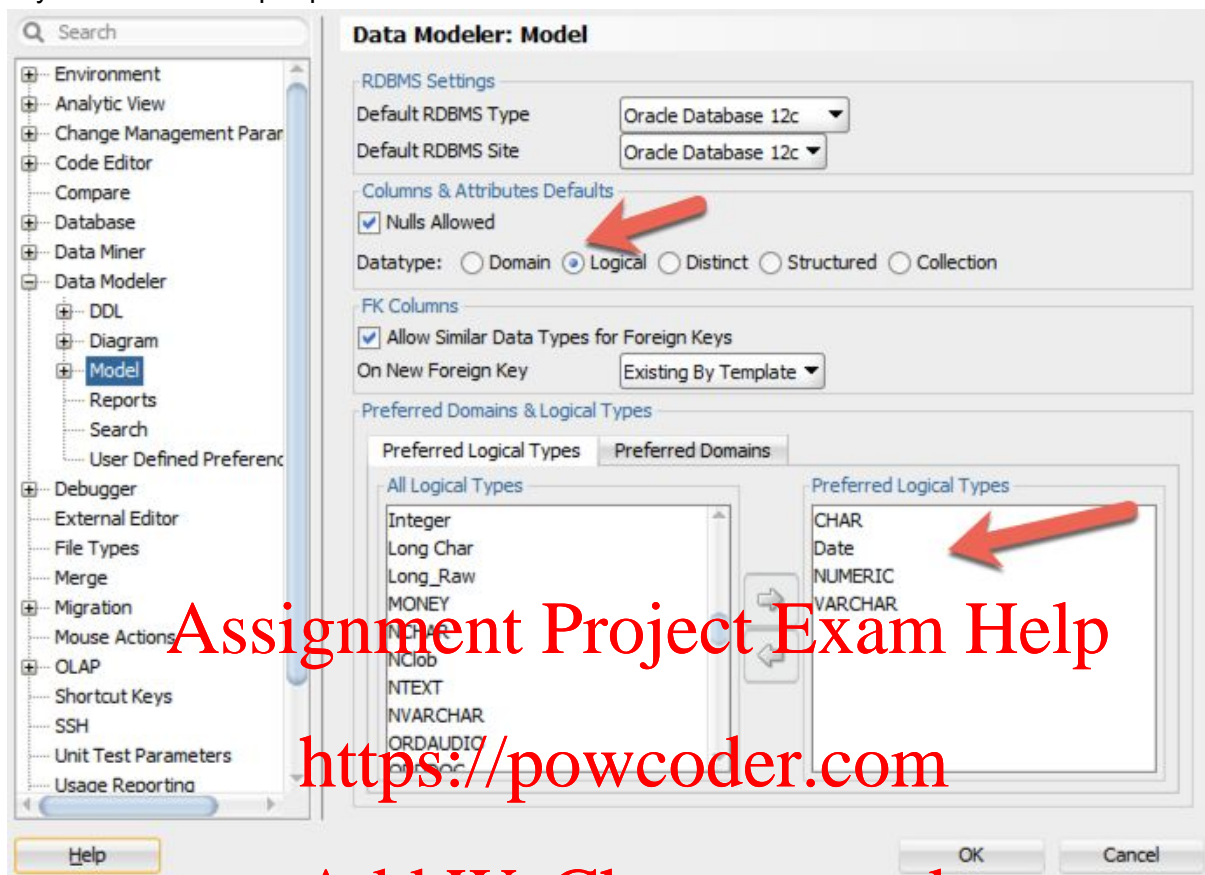 Search
Environment
Analytic View
Change Management Parar
Code Editor
Compare
Database
Data Miner
Data Modeler
DDL
Diagram
Model
Reports
Search
User Defined Preferenc
Debugger
External Editor
File Types
Merge
Migration
Mouse Actions
OLAP
Shortcut Keys
SSH
Unit Test Parameters
Usage Reporting
Help
Data Modeler: Model
RDBMS Settings
Default RDBMS Type Oracle Database 12c
Default RDBMS Site Oracle Database 12c
Columns & Attributes Defaults
Nulls Allowed
Datatype: Domain Logical Distinct Structured Collection
FK Columns
Allow Similar Data Types for Foreign Keys
On New Foreign Key Existing By Template
Preferred Domains & Logical Types
Preferred Logical Types Preferred Domains
All Logical Types
Integer
Long Char
Long_Raw
MONEY
NCHAR
NClob
NTEXT
NVARCHAR
ORDAUDIO
Preferred Logical Types
CHAR
Date
NUMERIC
VARCHAR
OK Cancel
Assignment Project Exam Help
https://powcoder.com